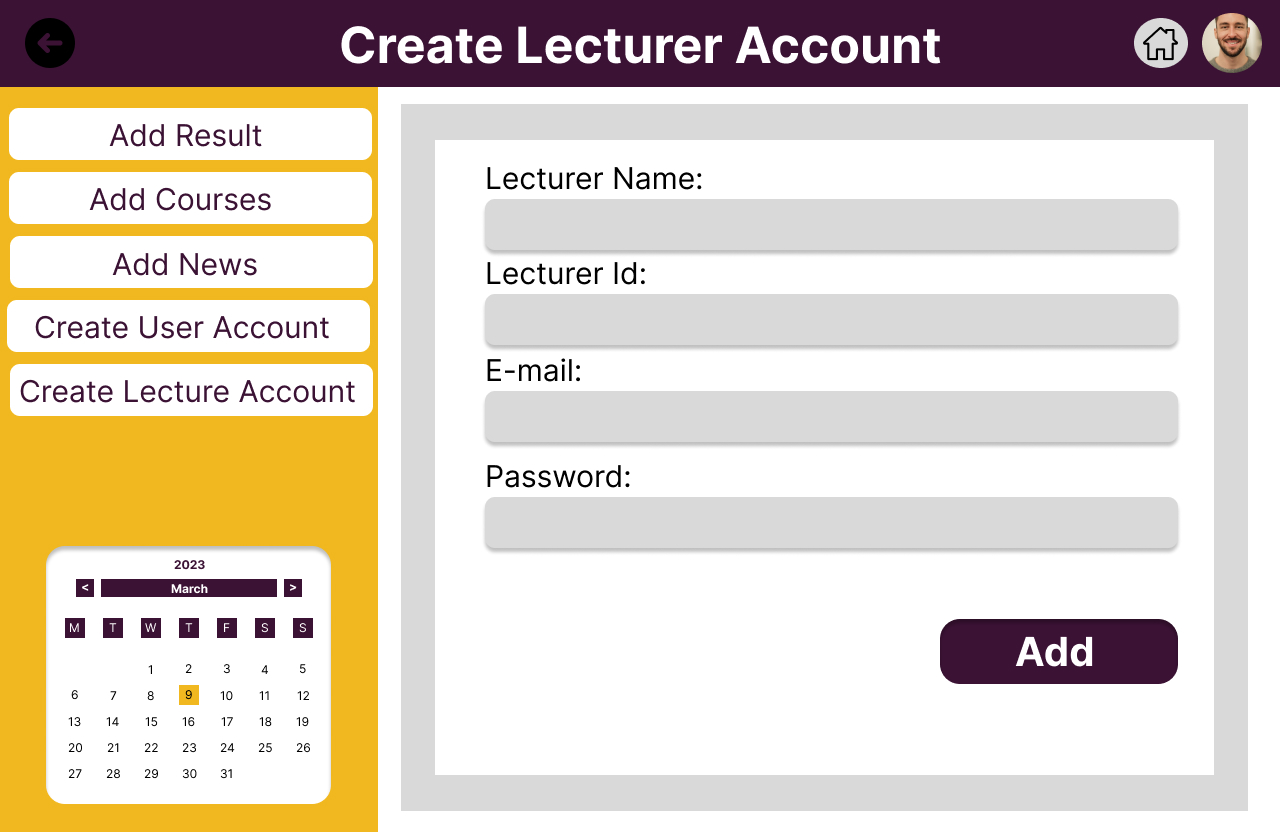 Create Lecturer Account
Add Result
Add Courses
Add News
Create User Account
Create Lecture Account
Lecturer Name:
Lecturer Id:
E-mail:
Password:
Add
2023
< March >
M T W T F S S
1 2 3 4 5
6 7 8 9 10 11 12
13 14 15 16 17 18 19
20 21 22 23 24 25 26
27 28 29 30 31